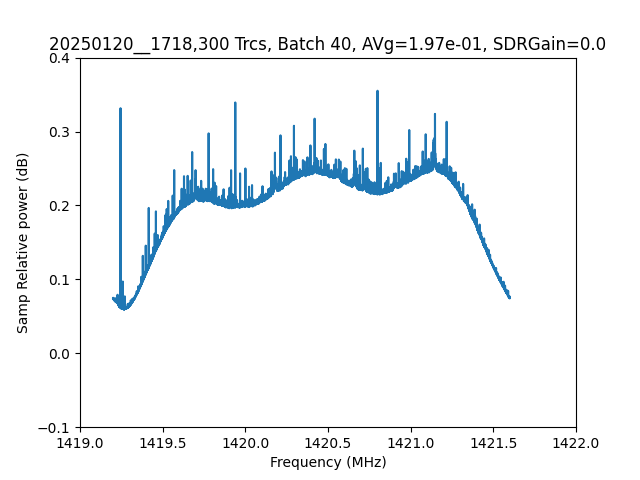 20250120__1718,300 Trcs, Batch 40, AVg=1.97e-01, SDRGain=0.0
0.4
0.3
0.2
0.1
0.0
−0.1
Samp Relative power (dB)
1419.0 1419.5 1420.0 1420.5 1421.0 1421.5 1422.0
Frequency (MHz)